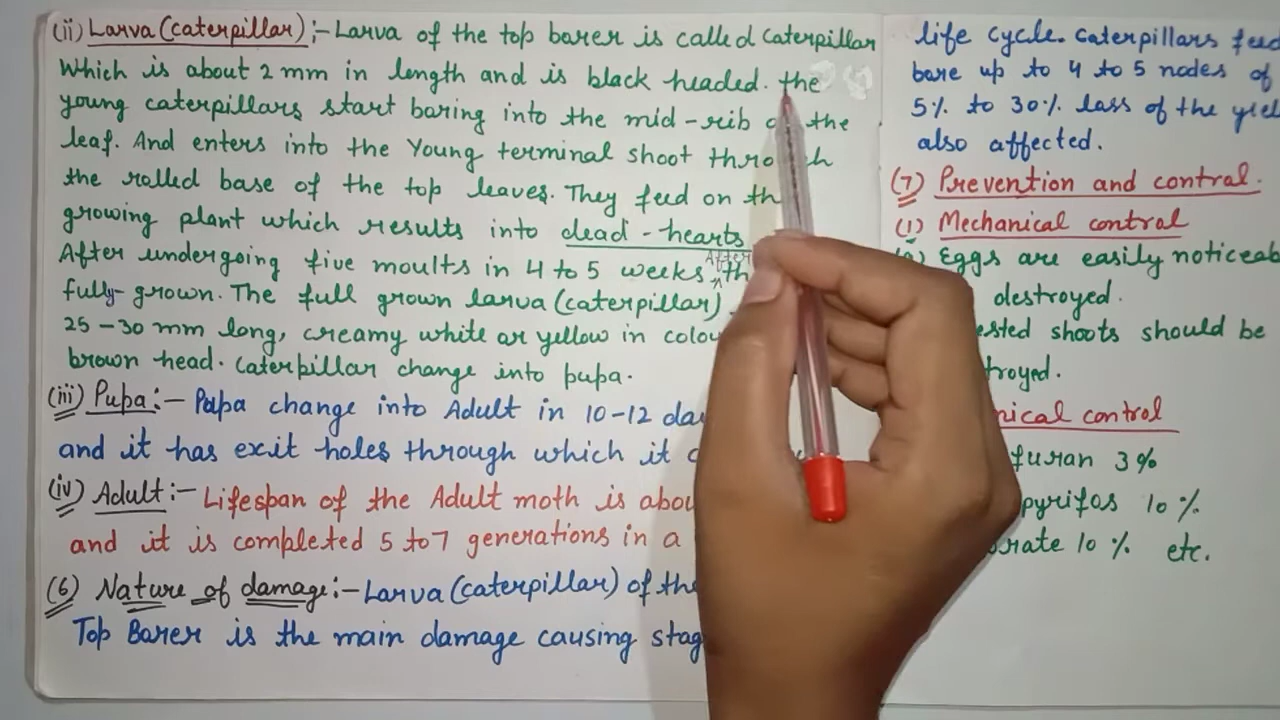 (ii) Larva (caterpillar) :- Larva of the top borer is called caterpillar
Which is about 2 mm in length and is black headed. the
young caterpillars start boring into the mid-rib the
leaf. And enters into the Young terminal shoot
the rolled base of the top leaves. They feed on
growing plant which results into dead-hearts
After undergoing five moults in 4 to 5 weeks After
fully-grown. The full grown larva (caterpillar)
25-30 mm long, creamy white or yellow in
brown head. Caterpillar change into pupa.
(iii) Pupa :- Papa change into Adult in 10-12
and it has exit holes through which it
(iv) Adult :- Lifespan of the Adult moth is
and it is completed 5 to 7 generations in a
(6) Nature of damage :- Larva (caterpillar) of the
Top Borer is the main damage causing
life cycle. Caterpillars feed
bore up to 4 to 5 nodes of
5% to 30% loss of the
also affected.
(7) Prevention and control.
(1) Mechanical control
Eggs are easily
destroyed.
shoots should be
control
3%
10%
10% etc.